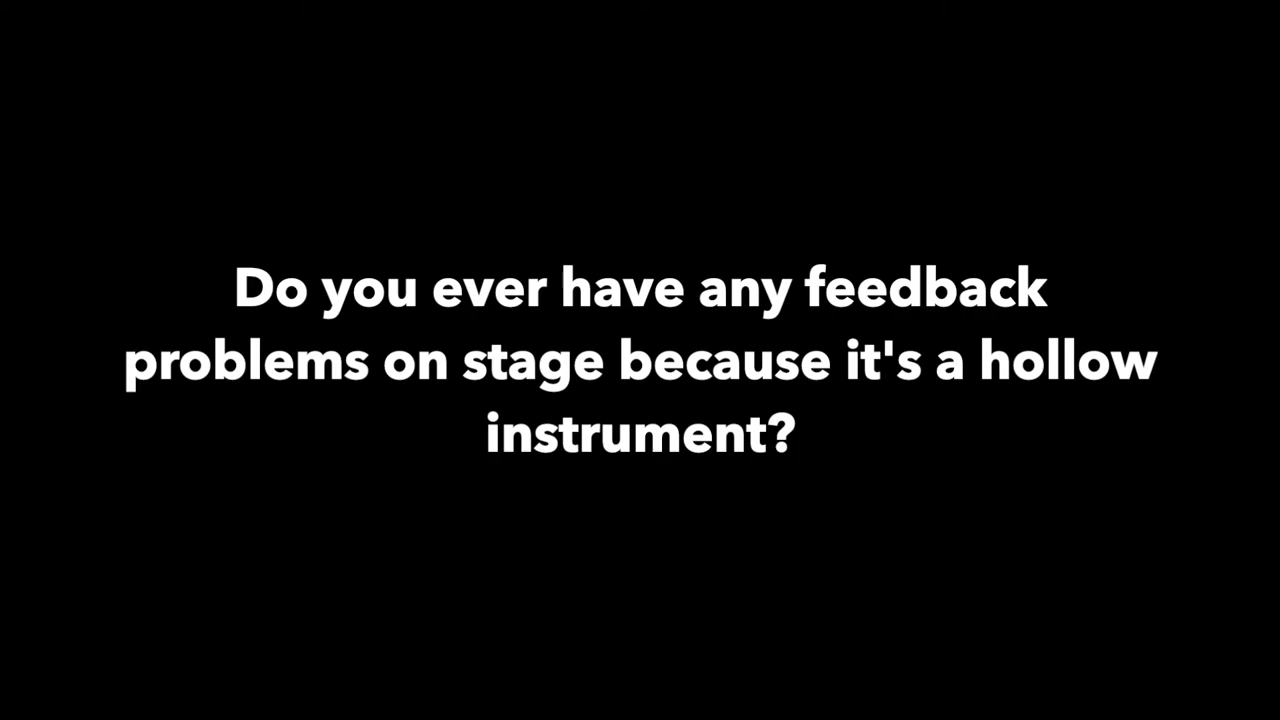 Do you ever have any feedback
problems on stage because it's a hollow
instrument?